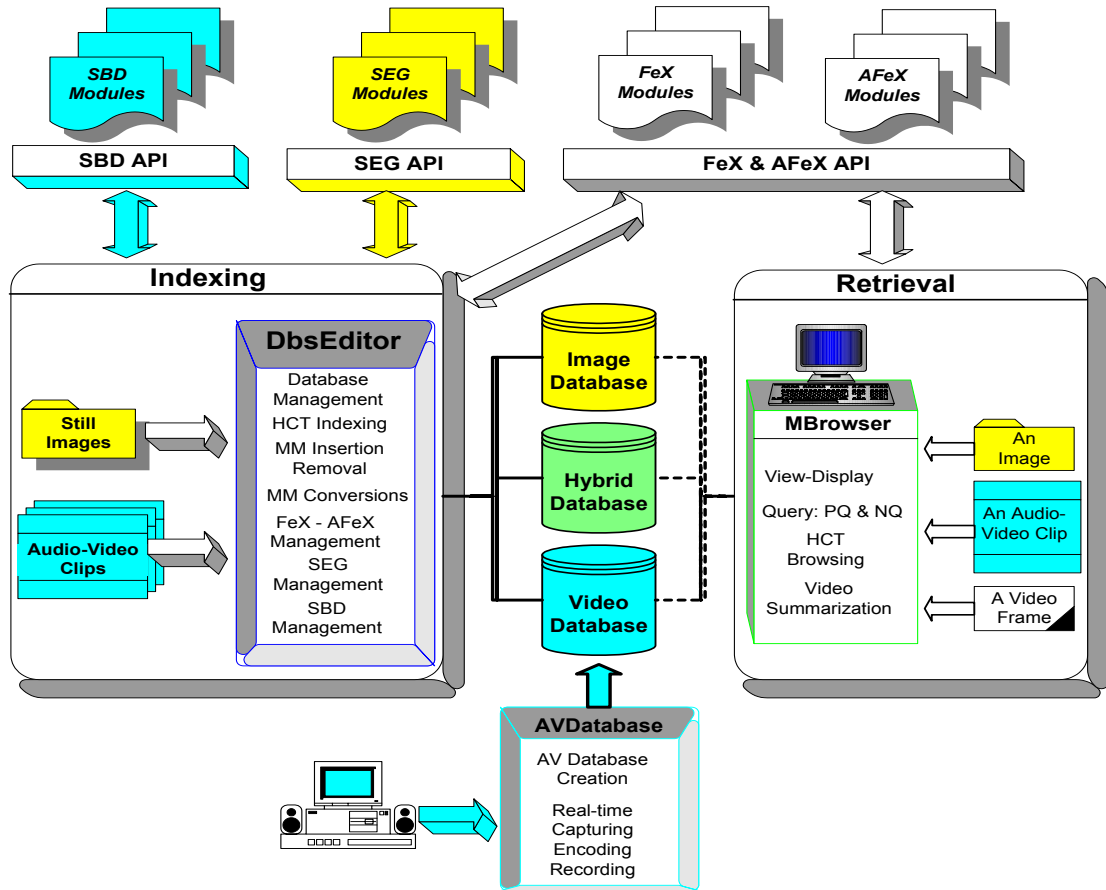 SBD
Modules
SEG
Modules
FeX
Modules
AFeX
Modules
SBD API
SEG API
FeX & AFeX API
Indexing
DbsEditor
Database
Management
HCT Indexing
MM Insertion
Removal
MM Conversions
FeX - AFeX
Management
SEG
Management
SBD
Management
Still
Images
Audio-Video
Clips
Image
Database
Hybrid
Database
Video
Database
Retrieval
MBrowser
View-Display
Query: PQ & NQ
HCT
Browsing
Video
Summarization
An
Image
An Audio-
Video Clip
A Video
Frame
AVDatabase
AV Database
Creation
Real-time
Capturing
Encoding
Recording